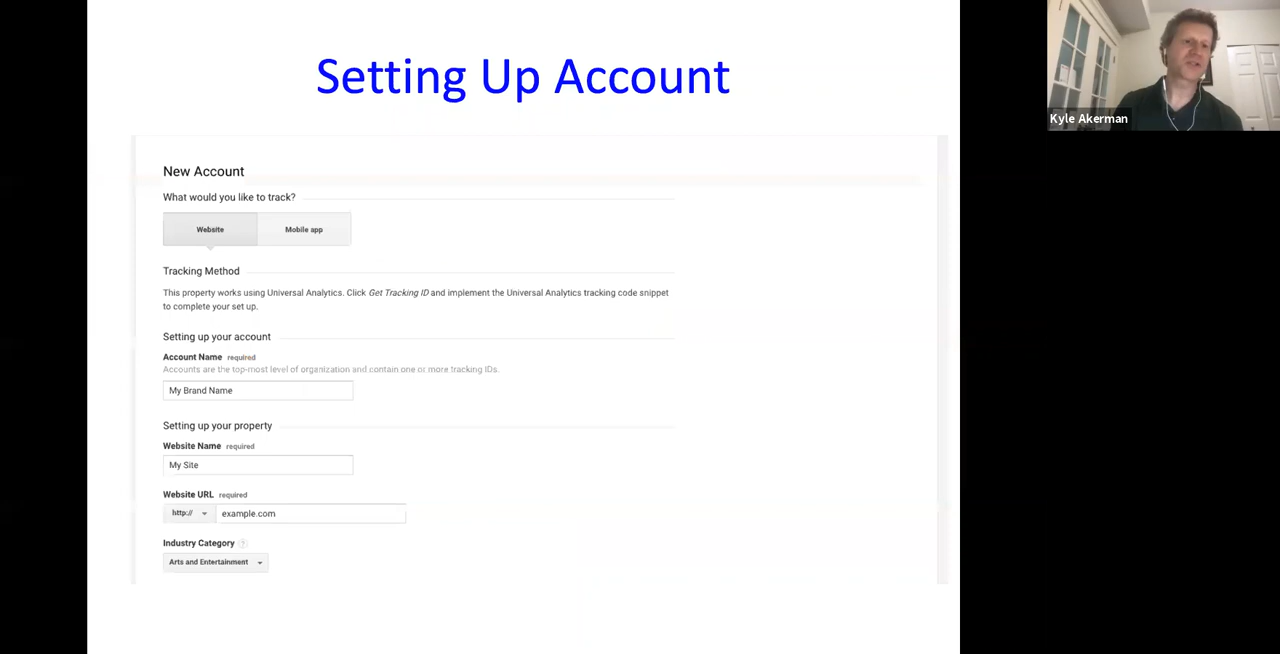 Setting Up Account
Kyle Akerman
New Account
What would you like to track?
Website Mobile app
Tracking Method
This property works using Universal Analytics. Click Get Tracking ID and implement the Universal Analytics tracking code snippet
to complete your set up.
Setting up your account
Account Name required
Accounts are the top-most level of organization and contain one or more tracking IDs.
My Brand Name
Setting up your property
Website Name required
My Site
Website URL required
http:// example.com
Industry Category ?
Arts and Entertainment